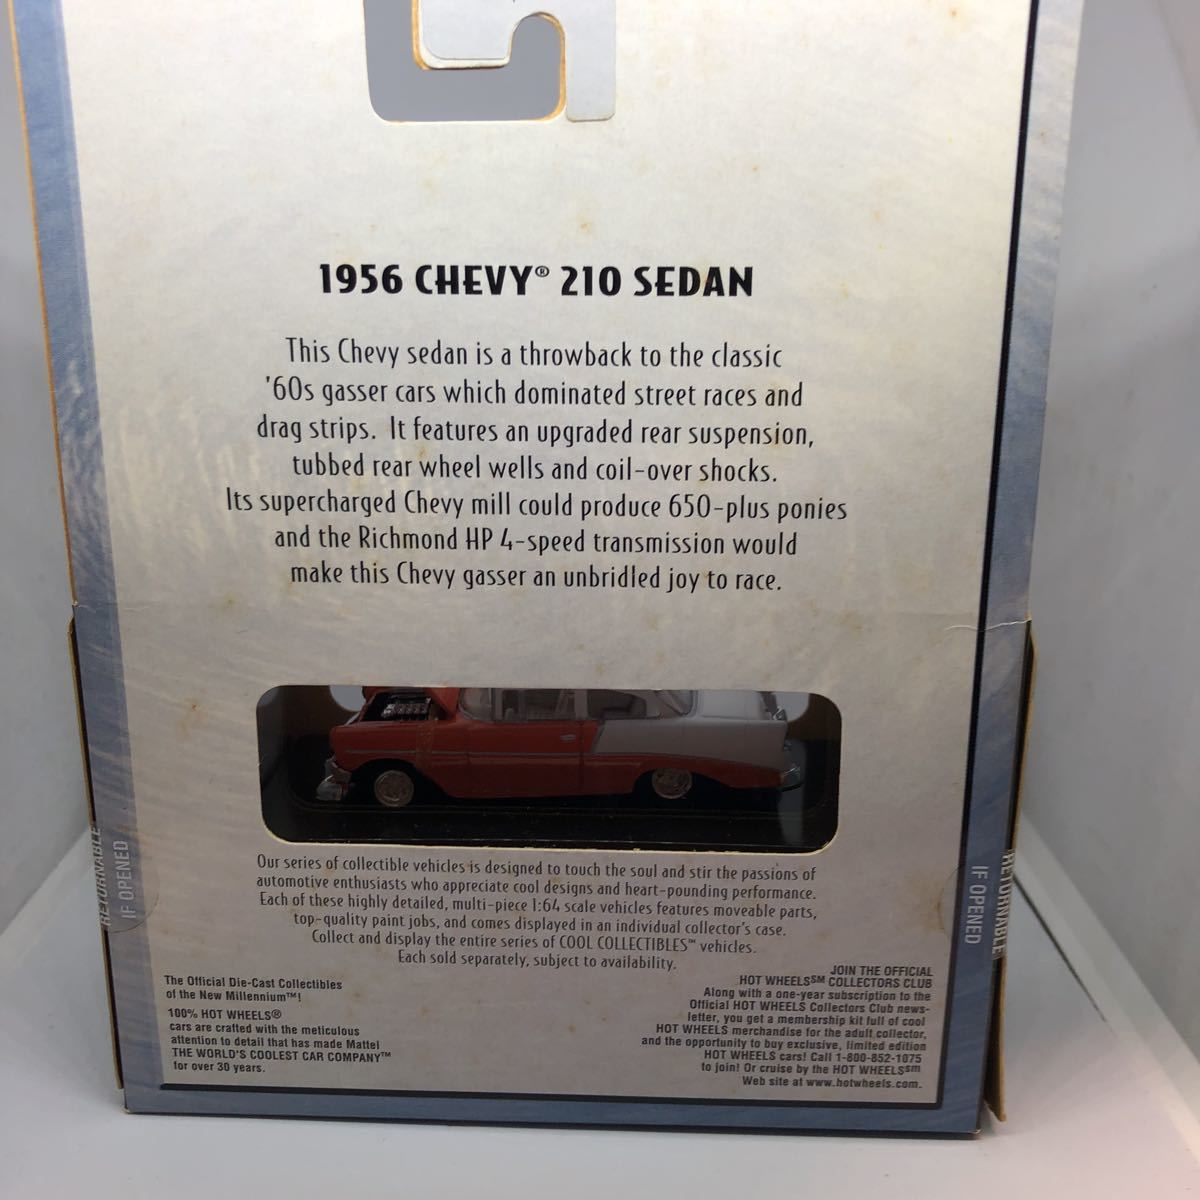 1956 CHEVY® 210 SEDAN
This Chevy sedan is a throwback to the classic
'60s gasser cars which dominated street races and
drag strips. It features an upgraded rear suspension,
tubbed rear wheel wells and coil-over shocks.
Its supercharged Chevy mill could produce 650-plus ponies
and the Richmond HP 4-speed transmission would
make this Chevy gasser an unbridled joy to race.
Our series of collectible vehicles is designed to touch the soul and stir the passions of
automotive enthusiasts who appreciate cool designs and heart-pounding performance.
Each of these highly detailed, multi-piece 1:64 scale vehicles features moveable parts,
top-quality paint jobs, and comes displayed in an individual collector's case.
Collect and display the entire series of COOL COLLECTIBLES™ vehicles.
Each sold separately, subject to availability.
The Official Die-Cast Collectibles
of the New Millennium™!
100% HOT WHEELS®
cars are crafted with the meticulous
attention to detail that has made Mattel
THE WORLD'S COOLEST CAR COMPANY™
for over 30 years.
JOIN THE OFFICIAL
HOT WHEELS℠ COLLECTORS CLUB
Along with a one-year subscription to the
Official HOT WHEELS Collectors Club news-
letter, you get a membership kit full of cool
HOT WHEELS merchandise for the adult collector,
and the opportunity to buy exclusive, limited edition
HOT WHEELS cars! Call 1-800-852-1075
to join! Or cruise by the HOT WHEELS℠
Web site at www.hotwheels.com.
RETURNABLE
IF OPENED
IF OPENED
RETURNABLE